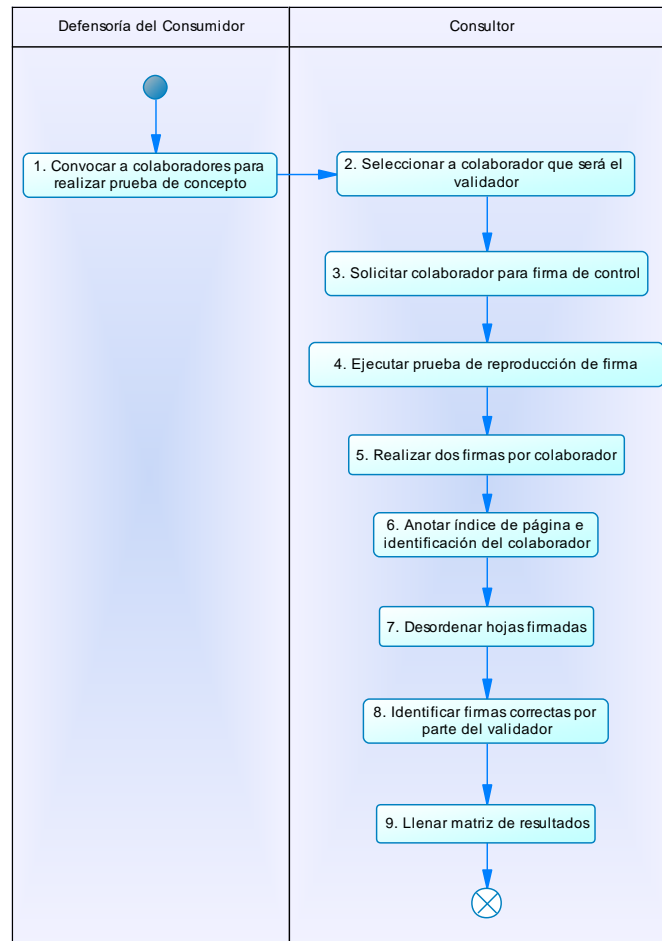 Defensoría del Consumidor
Consultor
1. Convocar a colaboradores para
realizar prueba de concepto
2. Seleccionar a colaborador que será el
validador
3. Solicitar colaborador para firma de control
4. Ejecutar prueba de reproducción de firma
5. Realizar dos firmas por colaborador
6. Anotar índice de página e
identificación del colaborador
7. Desordenar hojas firmadas
8. Identificar firmas correctas por
parte del validador
9. Llenar matriz de resultados